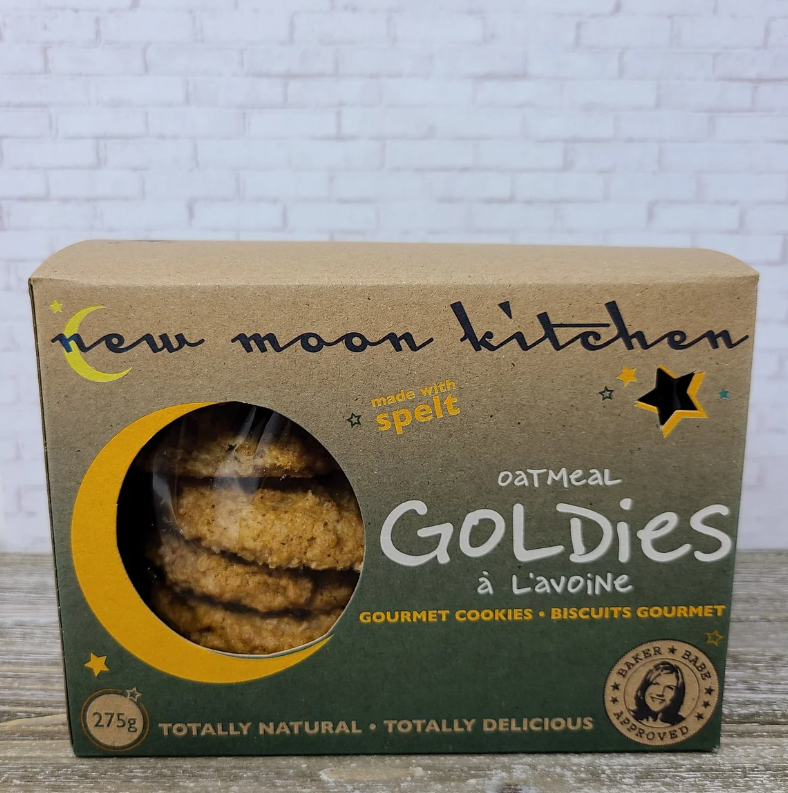 new moon kitchen
made with
spelt
OATMEAL
GOLDiES
à L'AVOiNE
GOURMET COOKIES • BISCUITS GOURMET
BAKER ★ BABE
APPROVED
275g
TOTALLY NATURAL • TOTALLY DELICIOUS